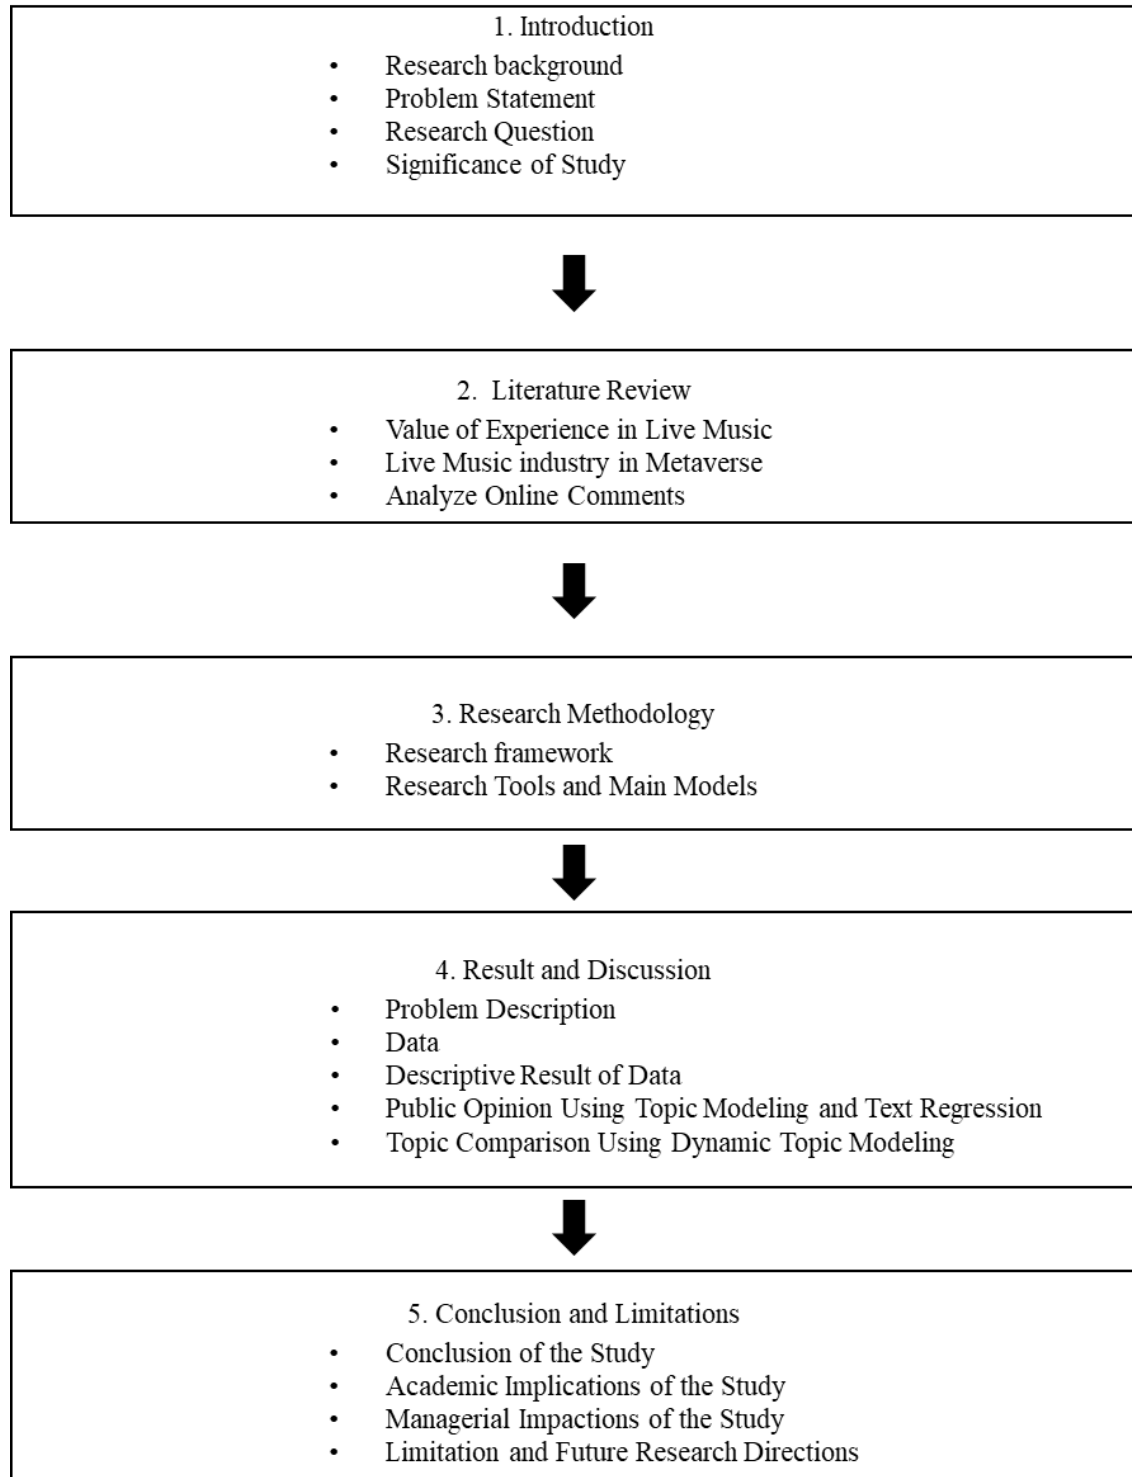 1. Introduction
• Research background
• Problem Statement
• Research Question
• Significance of Study
2. Literature Review
• Value of Experience in Live Music
• Live Music industry in Metaverse
• Analyze Online Comments
3. Research Methodology
• Research framework
• Research Tools and Main Models
4. Result and Discussion
• Problem Description
• Data
• Descriptive Result of Data
• Public Opinion Using Topic Modeling and Text Regression
• Topic Comparison Using Dynamic Topic Modeling
5. Conclusion and Limitations
• Conclusion of the Study
• Academic Implications of the Study
• Managerial Impactions of the Study
• Limitation and Future Research Directions